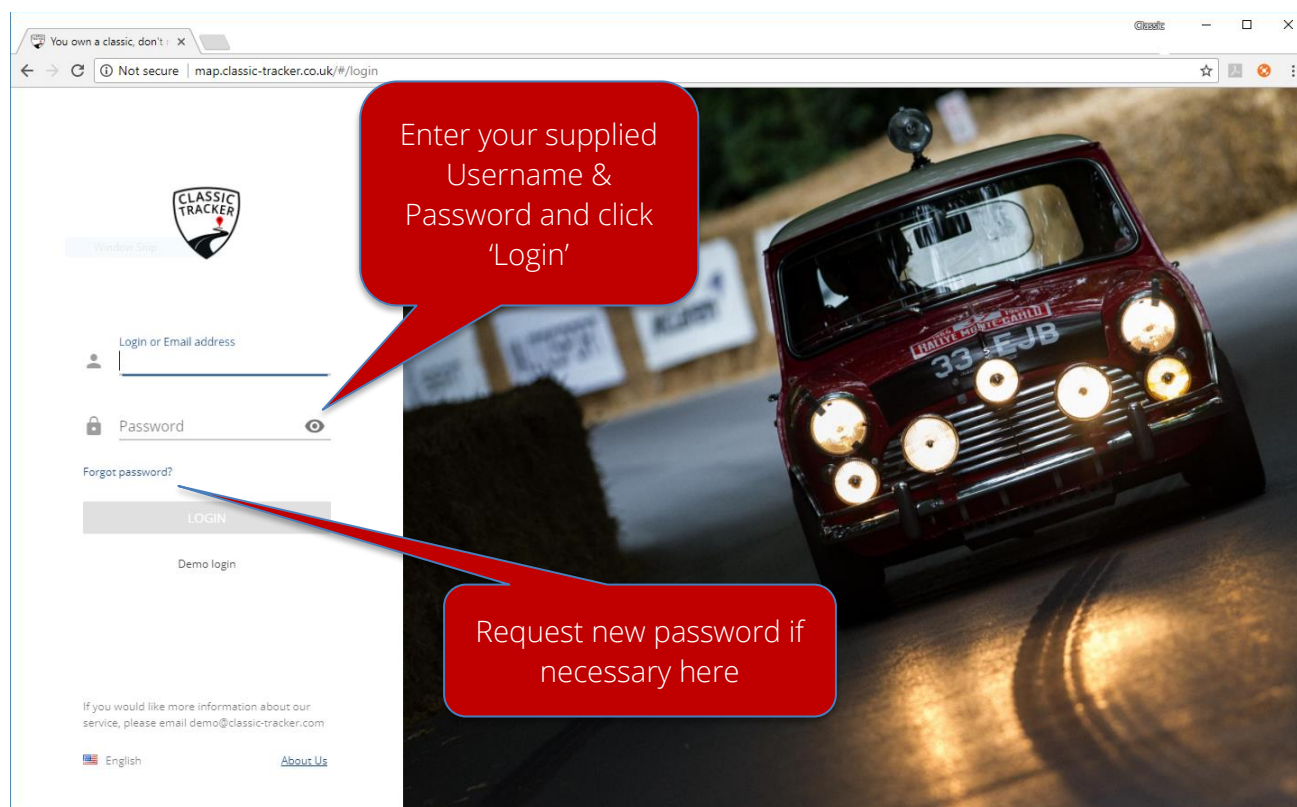 Classic
You own a classic, don't r
Not secure | map.classic-tracker.co.uk/#/login
Enter your supplied
Username &
Password and click
‘Login’
CLASSIC
TRACKER
Window Snip
Login or Email address
Password
Forgot password?
LOGIN
Demo login
Request new password if
necessary here
If you would like more information about our
service, please email demo@classic-tracker.com
English
About Us
RALLYE MONTE-CARLO
33 EJB